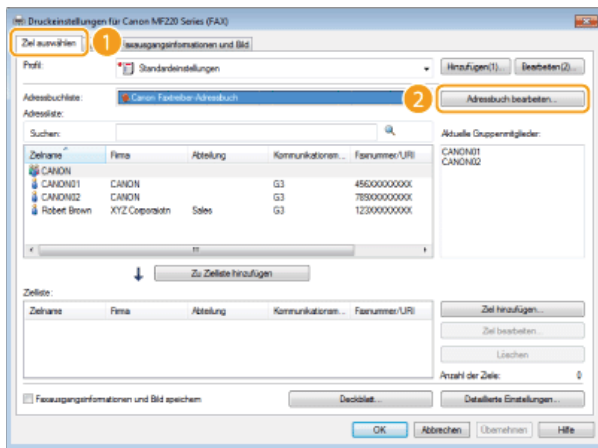 Druckeinstellungen für Canon MF220 Series (FAX)
Ziel auswählen
1
Faxausgangsinformationen und Bild
Profil:
Standardeinstellungen
Hinzufügen(1)...
Bearbeiten(2)...
Adressbuchliste:
Canon Faxtreiber-Adressbuch
2
Adressbuch bearbeiten...
Adressliste:
Suchen:
Aktuelle Gruppenmitglieder:
Zielname Firma Abteilung Kommunikationsm... Faxnummer/URI
CANON
CANON01 CANON G3 456XXXXXXXX
CANON02 CANON G3 789XXXXXXXX
Robert Brown XYZ Corporaiotn Sales G3 123XXXXXXXX
CANON01
CANON02
Zu Zielliste hinzufügen
Zielliste:
Zielname Firma Abteilung Kommunikationsm... Faxnummer/URI
Ziel hinzufügen...
Ziel bearbeiten...
Löschen
Anzahl der Ziele: 0
Faxausgangsinformationen und Bild speichern
Deckblatt...
Detaillierte Einstellungen...
OK Abbrechen Übernehmen Hilfe